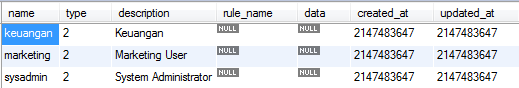 name type description rule_name data created_at updated_at
keuangan 2 Keuangan NULL NULL 2147483647 2147483647
marketing 2 Marketing User NULL NULL 2147483647 2147483647
sysadmin 2 System Administrator NULL NULL 2147483647 2147483647